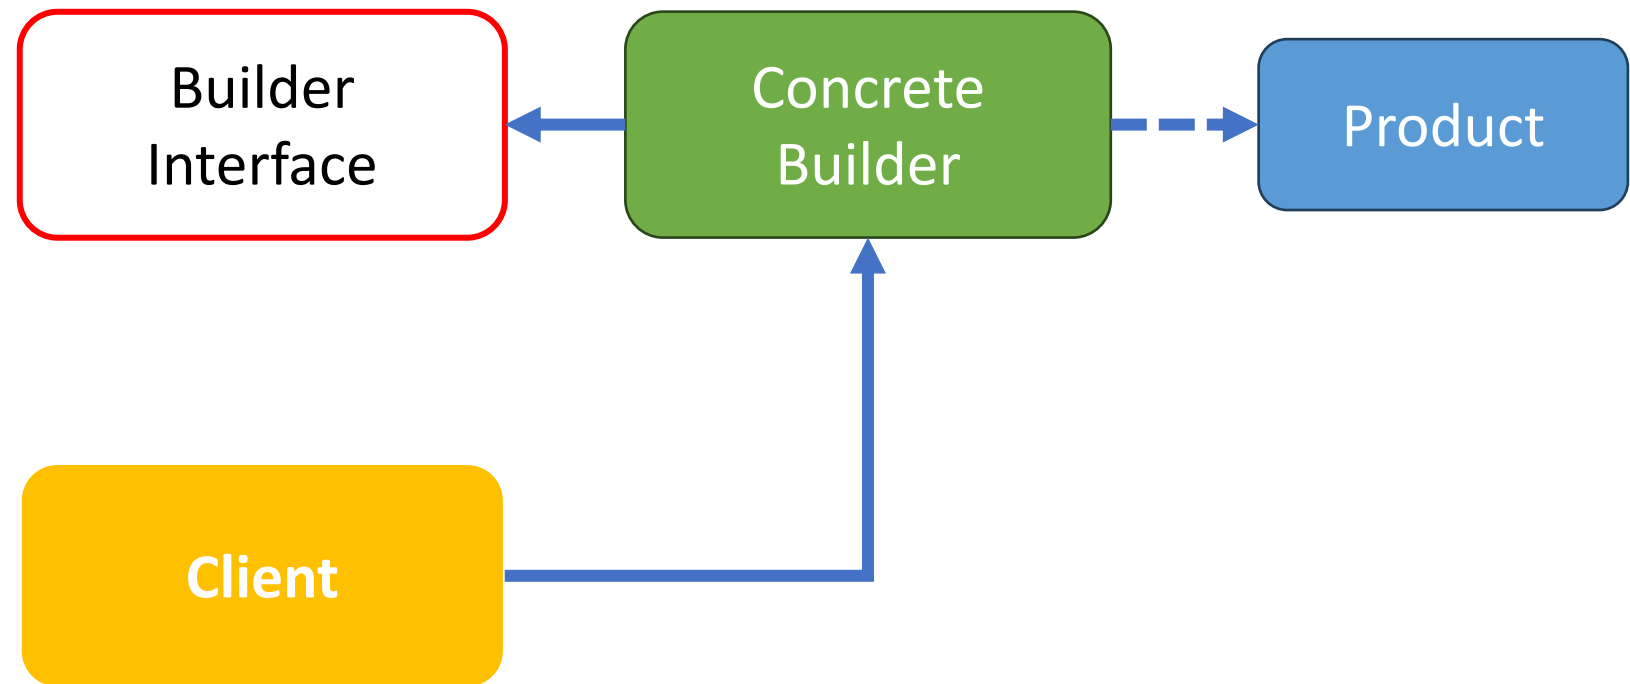 Builder
Interface
Concrete
Builder
Product
Client